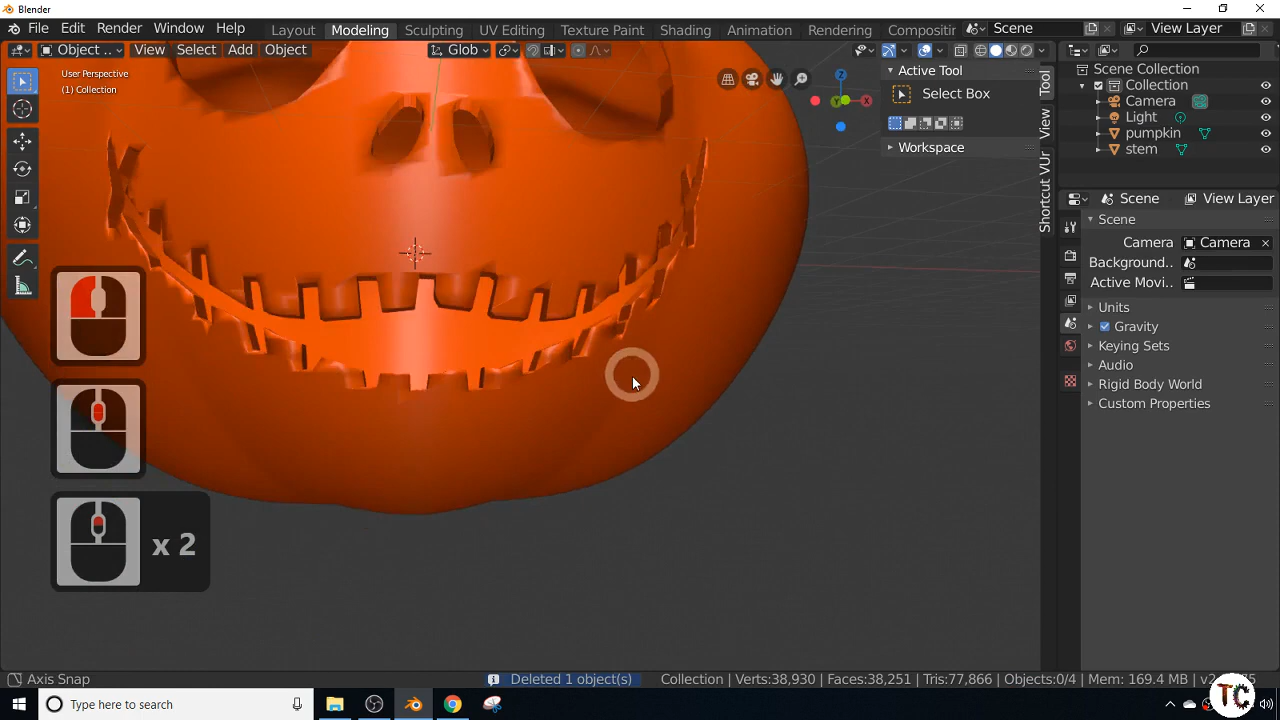 Blender
File Edit Render Window Help Layout Modeling Sculpting UV Editing Texture Paint Shading Animation Rendering Compositir Scene View Layer
Object .. View Select Add Object Glob
User Perspective
(1) Collection
Active Tool
Select Box
Workspace
Tool
View
Shortcut VUr
Scene Collection
Collection
Camera
Light
pumpkin
stem
Scene View Layer
Scene
Camera Camera
Background..
Active Movi..
Units
Gravity
Keying Sets
Audio
Rigid Body World
Custom Properties
x 2
Axis Snap Deleted 1 object(s) Collection | Verts:38,930 | Faces:38,251 | Tris:77,866 | Objects:0/4 | Mem: 169.4 MB |
Type here to search
TC